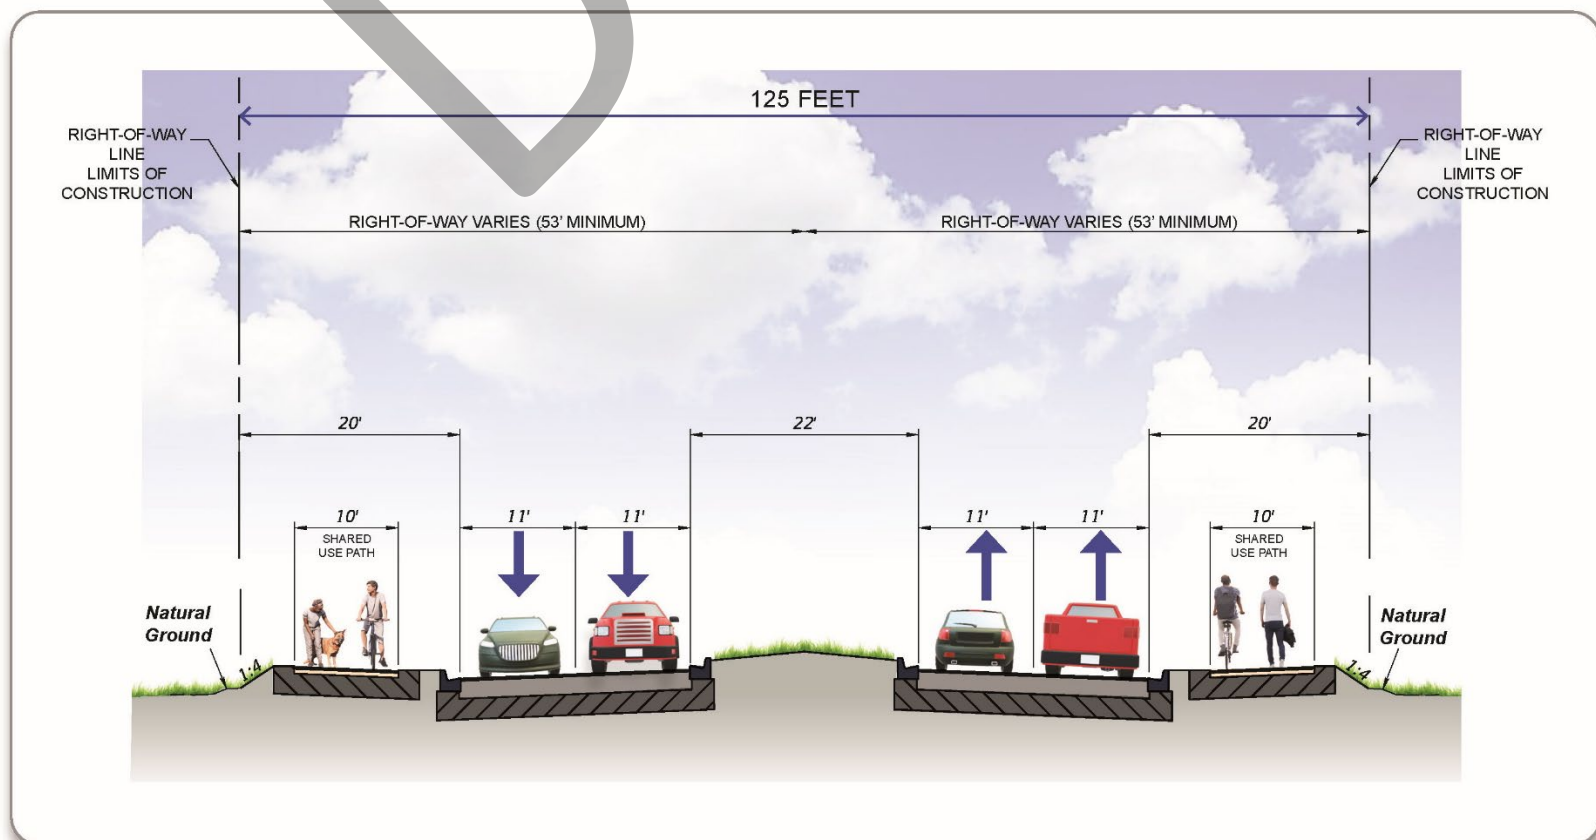 125 FEET
RIGHT-OF-WAY
LINE
LIMITS OF
CONSTRUCTION
RIGHT-OF-WAY
LINE
LIMITS OF
CONSTRUCTION
RIGHT-OF-WAY VARIES (53' MINIMUM)
RIGHT-OF-WAY VARIES (53' MINIMUM)
20'
22'
20'
10'
SHARED
USE PATH
11'
11'
11'
11'
10'
SHARED
USE PATH
Natural
Ground
1:4
Natural
Ground
1:4